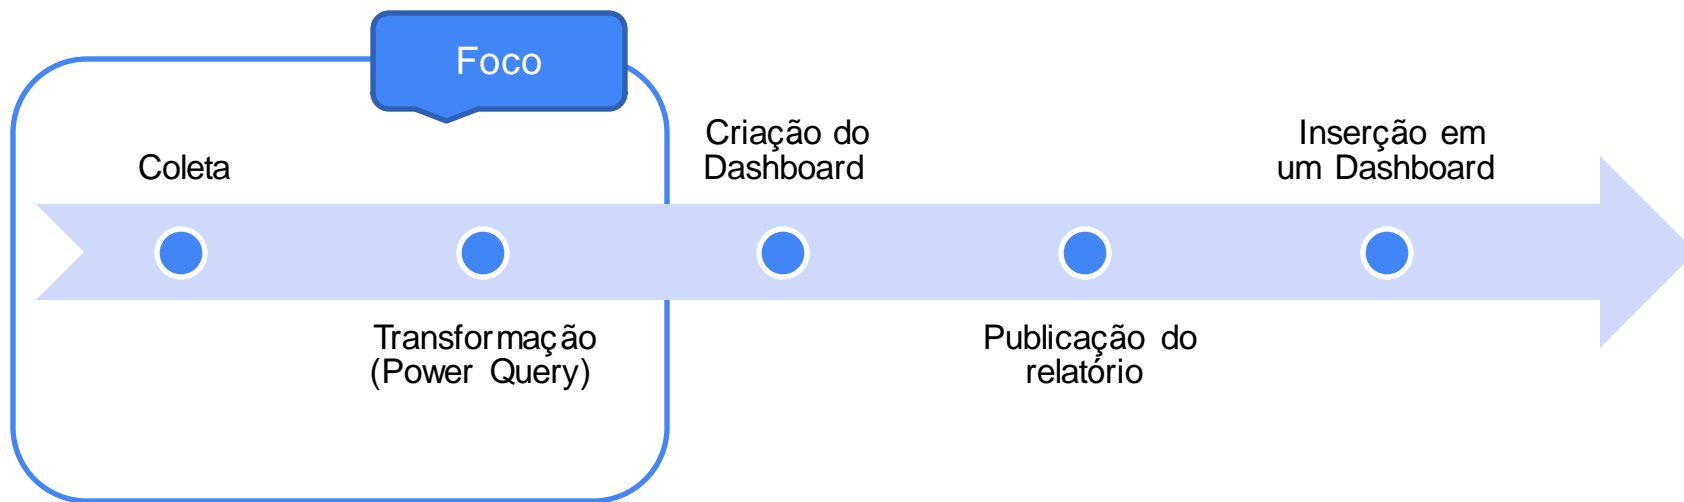 Foco
Coleta
Transformação
(Power Query)
Criação do
Dashboard
Publicação do
relatório
Inserção em
um Dashboard